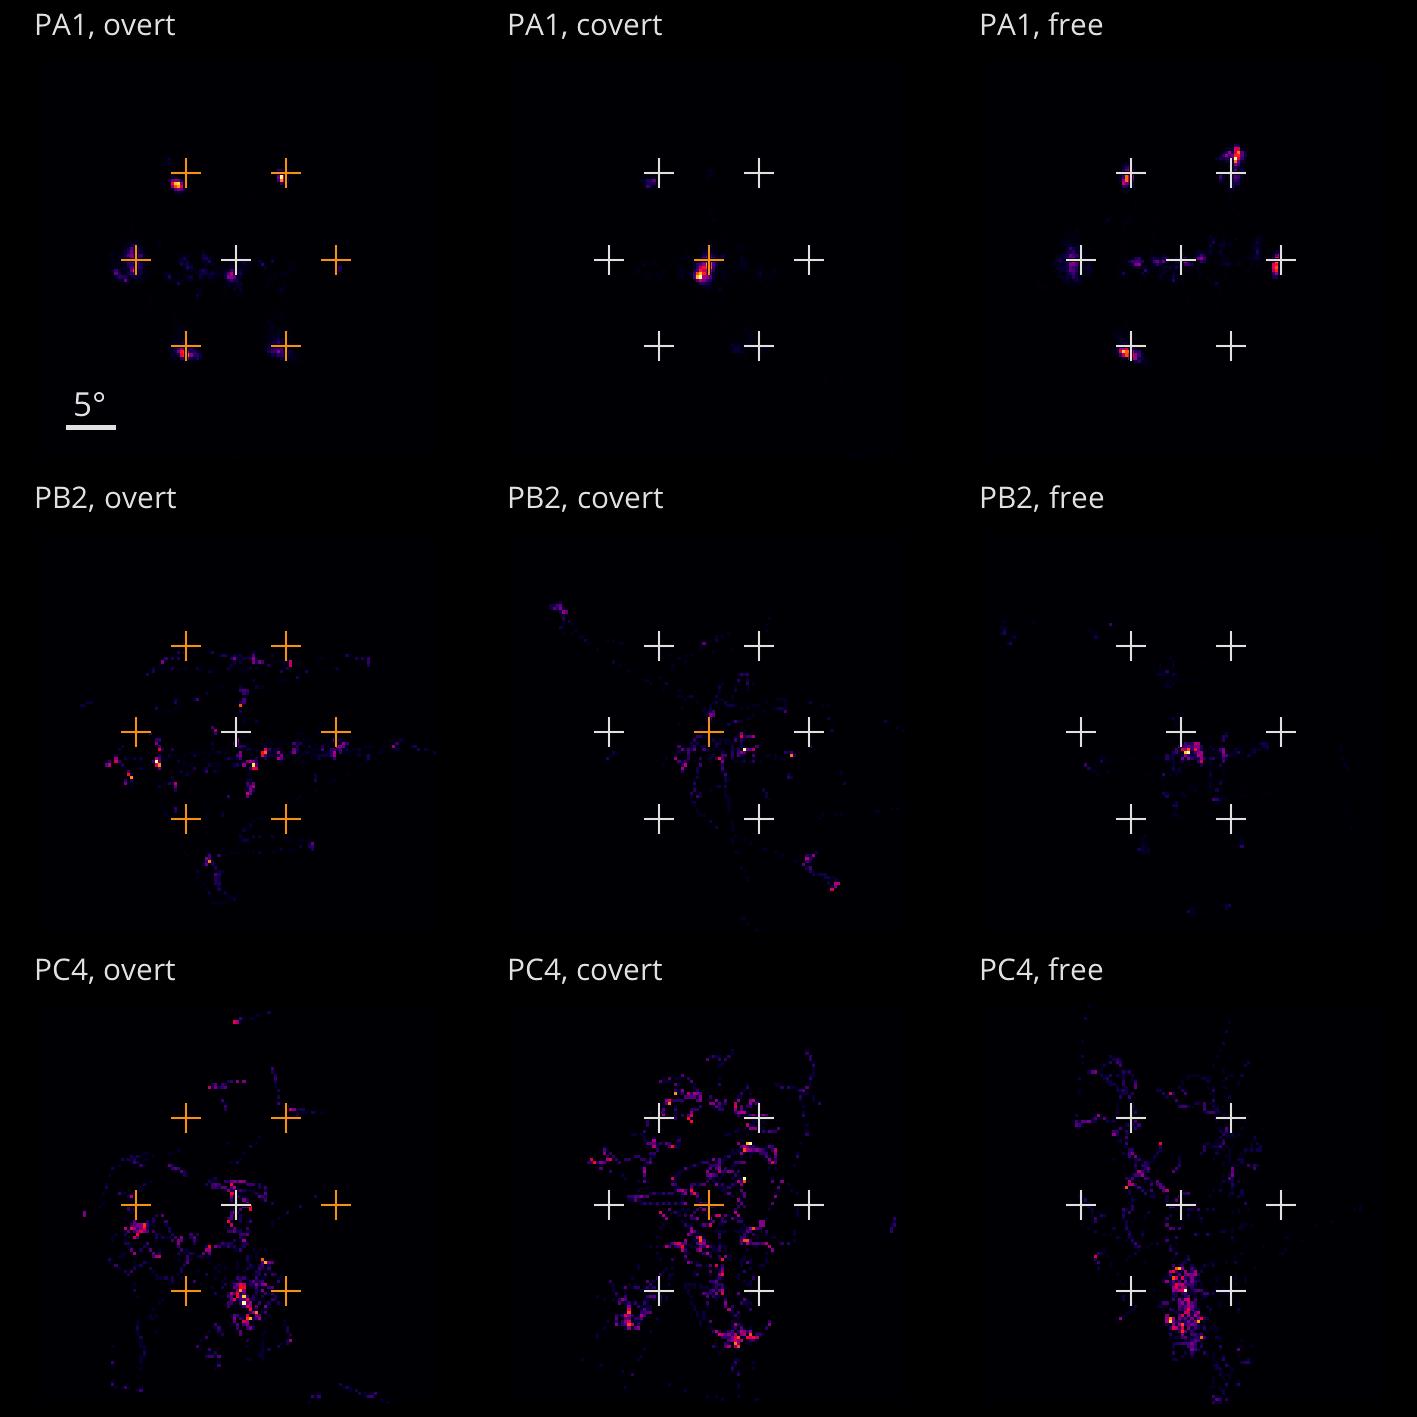 PA1, overt
PA1, covert
PA1, free
5°
PB2, overt
PB2, covert
PB2, free
PC4, overt
PC4, covert
PC4, free